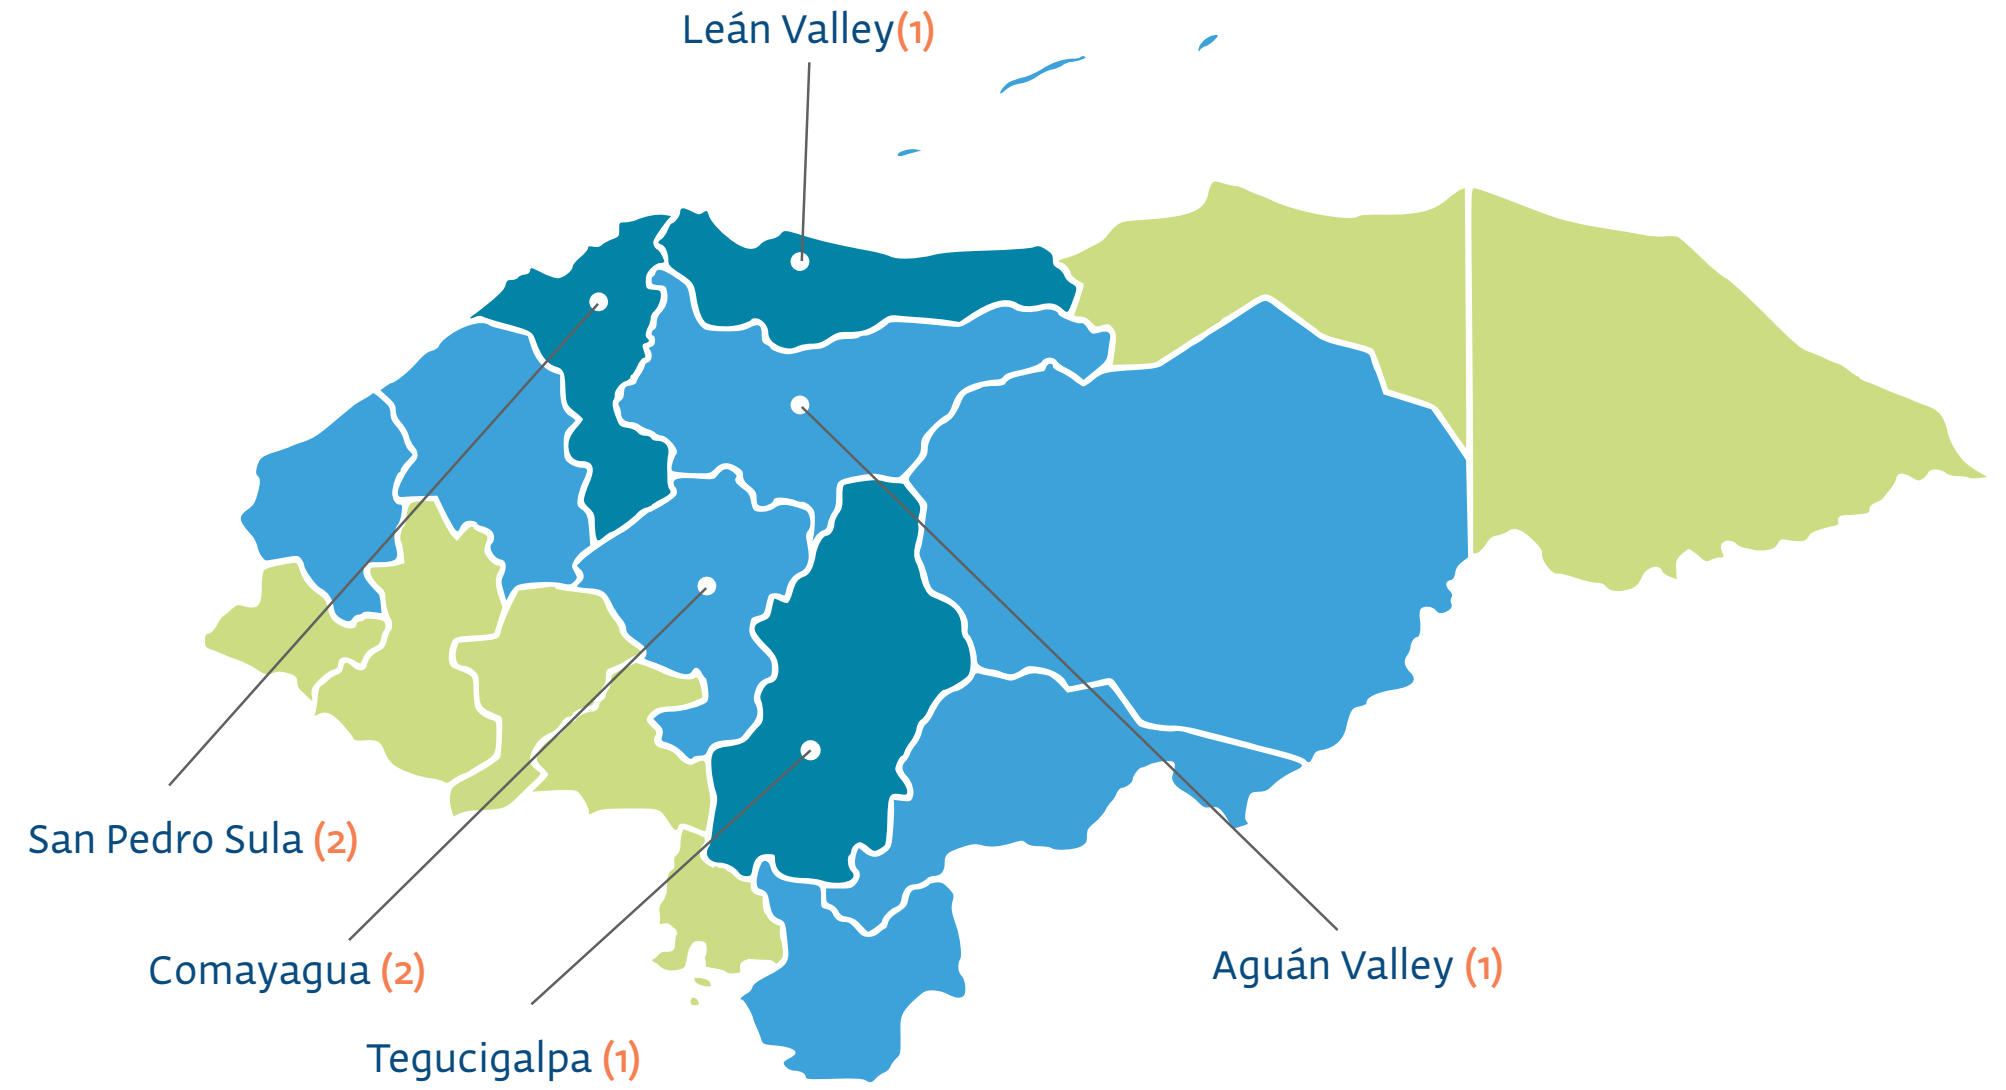 Leán Valley(1)
San Pedro Sula (2)
Comayagua (2)
Aguán Valley (1)
Tegucigalpa (1)